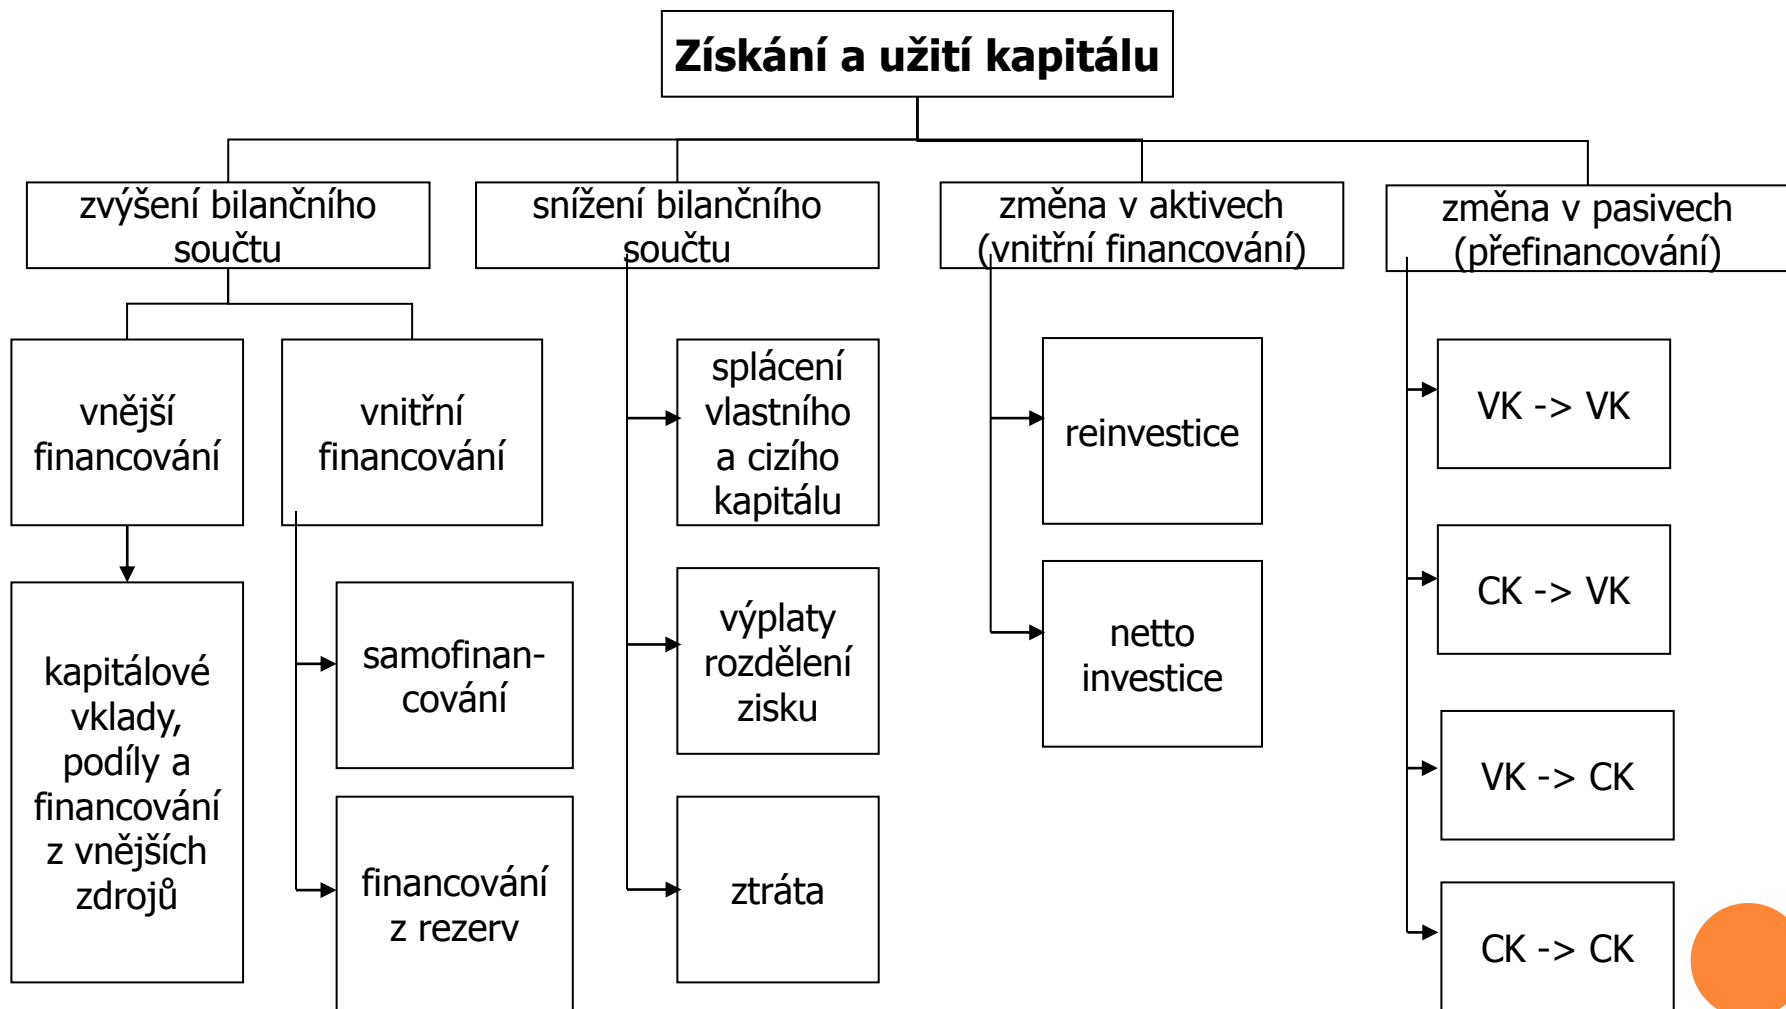 Získání a užití kapitálu
zvýšení bilančního
součtu
snížení bilančního
součtu
změna v aktivech
(vnitřní financování)
změna v pasivech
(přefinancování)
vnější
financování
vnitřní
financování
kapitálové
vklady,
podíly a
financování
z vnějších
zdrojů
samofinan-
cování
financování
z rezerv
splácení
vlastního
a cizího
kapitálu
výplaty
rozdělení
zisku
ztráta
reinvestice
netto
investice
VK -> VK
CK -> VK
VK -> CK
CK -> CK